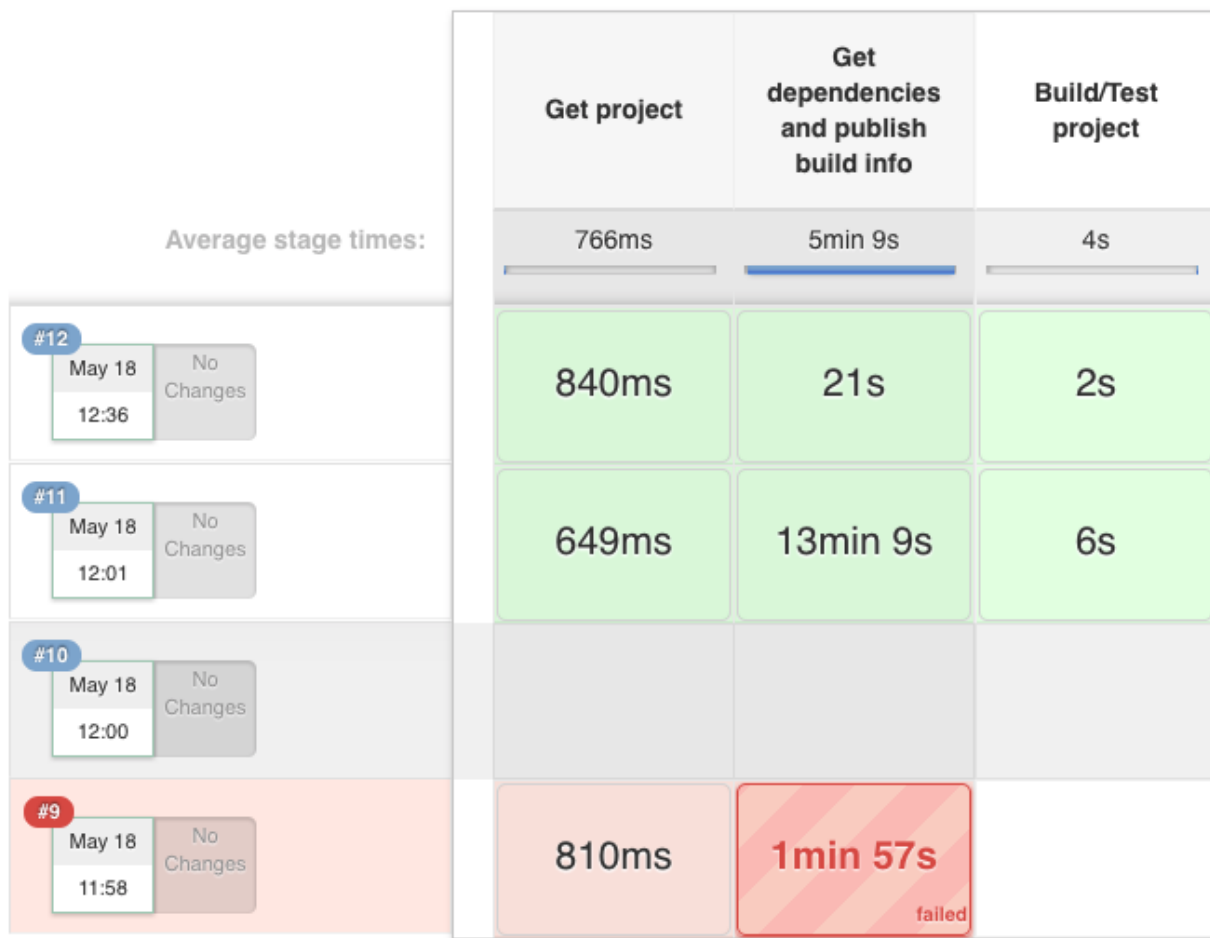 Get project
Get
dependencies
and publish
build info
Build/Test
project
Average stage times:
766ms
5min 9s
4s
#12
May 18
12:36
No
Changes
840ms
21s
2s
#11
May 18
12:01
No
Changes
649ms
13min 9s
6s
#10
May 18
12:00
No
Changes
#9
May 18
11:58
No
Changes
810ms
1min 57s
failed